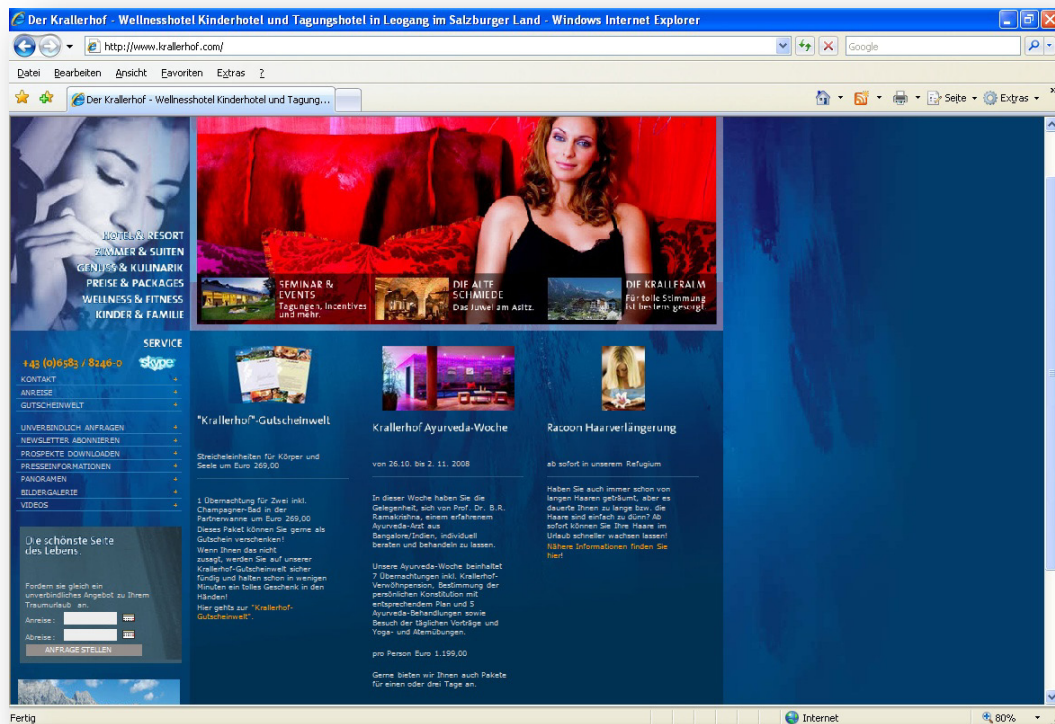 Der Krallerhof - Wellnesshotel Kinderhotel und Tagungshotel in Leogang im Salzburger Land - Windows Internet Explorer
http://www.krallerhof.com/
Google
Datei Bearbeiten Ansicht Favoriten Extras ?
Der Krallerhof - Wellnesshotel Kinderhotel und Tagung...
Seite Extras
HOTEL & RESORT
ZIMMER & SUITEN
GENUSS & KULINARIK
PREISE & PACKAGES
WELLNESS & FITNESS
KINDER & FAMILIE
SEMINAR &
EVENTS
Tagungen, Incentives
und mehr.
DIE ALTE
SCHMIEDE
Das Juwel am Asitz.
DIE KRALLERALM
Für tolle Stimmung
ist bestem gesorgt.
SERVICE
+43 (0)6583 / 8246-0
skype
KONTAKT +
ANREISE +
GUTSCHEINWELT +
UNVERBINDLICH ANFRAGEN +
NEWSLETTER ABONNIEREN +
PROSPEKTE DOWNLOADEN +
PRESSEINFORMATIONEN +
PANORAMEN +
BILDERGALERIE +
VIDEOS +
Die schönste Seite
des Lebens.
Fordern sie gleich ein
unverbindliches Angebot zu Ihrem
Traumurlaub an.
Anreise:
Abreise:
ANFRAGE STELLEN
"Krallerhof"-Gutscheinwelt
Streicheleinheiten für Körper und
Seele um Euro 269,00
1 Übernachtung für Zwei inkl.
Champagner-Bad in der
Partnerwanne um Euro 269,00
Dieses Paket können Sie gerne als
Gutschein verschenken!
Wenn Ihnen das nicht
zusagt, werden Sie auf unserer
Krallerhof-Gutscheinwelt sicher
fündig und halten schon in wenigen
Minuten ein tolles Geschenk in den
Händen!
Hier gehts zur "Krallerhof-
Gutscheinwelt".
Krallerhof Ayurveda-Woche
von 26.10. bis 2. 11. 2008
In dieser Woche haben Sie die
Gelegenheit, sich von Prof. Dr. B.R.
Ramakrishna, einem erfahrenem
Ayurveda-Arzt aus
Bangalore/Indien, individuell
beraten und behandeln zu lassen.
Unsere Ayurveda-Woche beinhaltet
7 Übernachtungen inkl. Krallerhof-
Verwöhnpension, Bestimmung der
persönlichen Konstitution mit
entsprechendem Plan und 5
Ayurveda-Behandlungen sowie
Besuch der täglichen Vorträge und
Yoga- und Atemübungen.
pro Person Euro 1.199,00
Gerne bieten wir Ihnen auch Pakete
für einen oder drei Tage an.
Racoon Haarverlängerung
ab sofort in unserem Refugium
Haben Sie auch immer schon von
langen Haaren geträumt, aber es
dauerte Ihnen zu lange bzw. die
Haare sind einfach zu dünn? Ab
sofort können Sie Ihre Haare im
Urlaub schneller wachsen lassen!
Nähere Informationen finden Sie
hier!
Fertig
Internet
80%